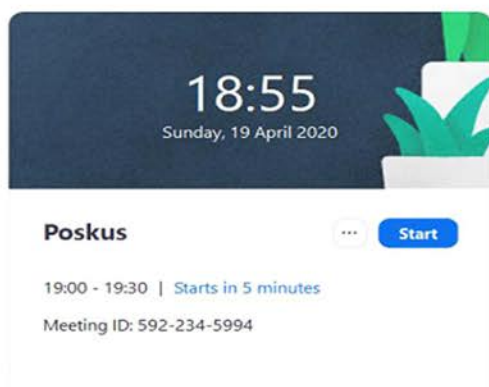 18:55
Sunday, 19 April 2020
Poskus
... Start
19:00 - 19:30 | Starts in 5 minutes
Meeting ID: 592-234-5994